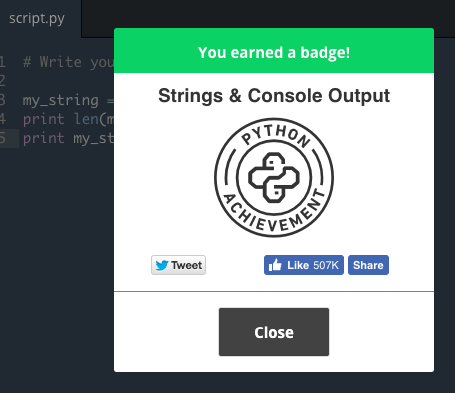 script.py
You earned a badge!
1 # Write you
2
3 my_string =
4 print len(m
5 print my_st
Strings & Console Output
PYTHON
ACHIEVEMENT
Tweet
Like 507K Share
Close